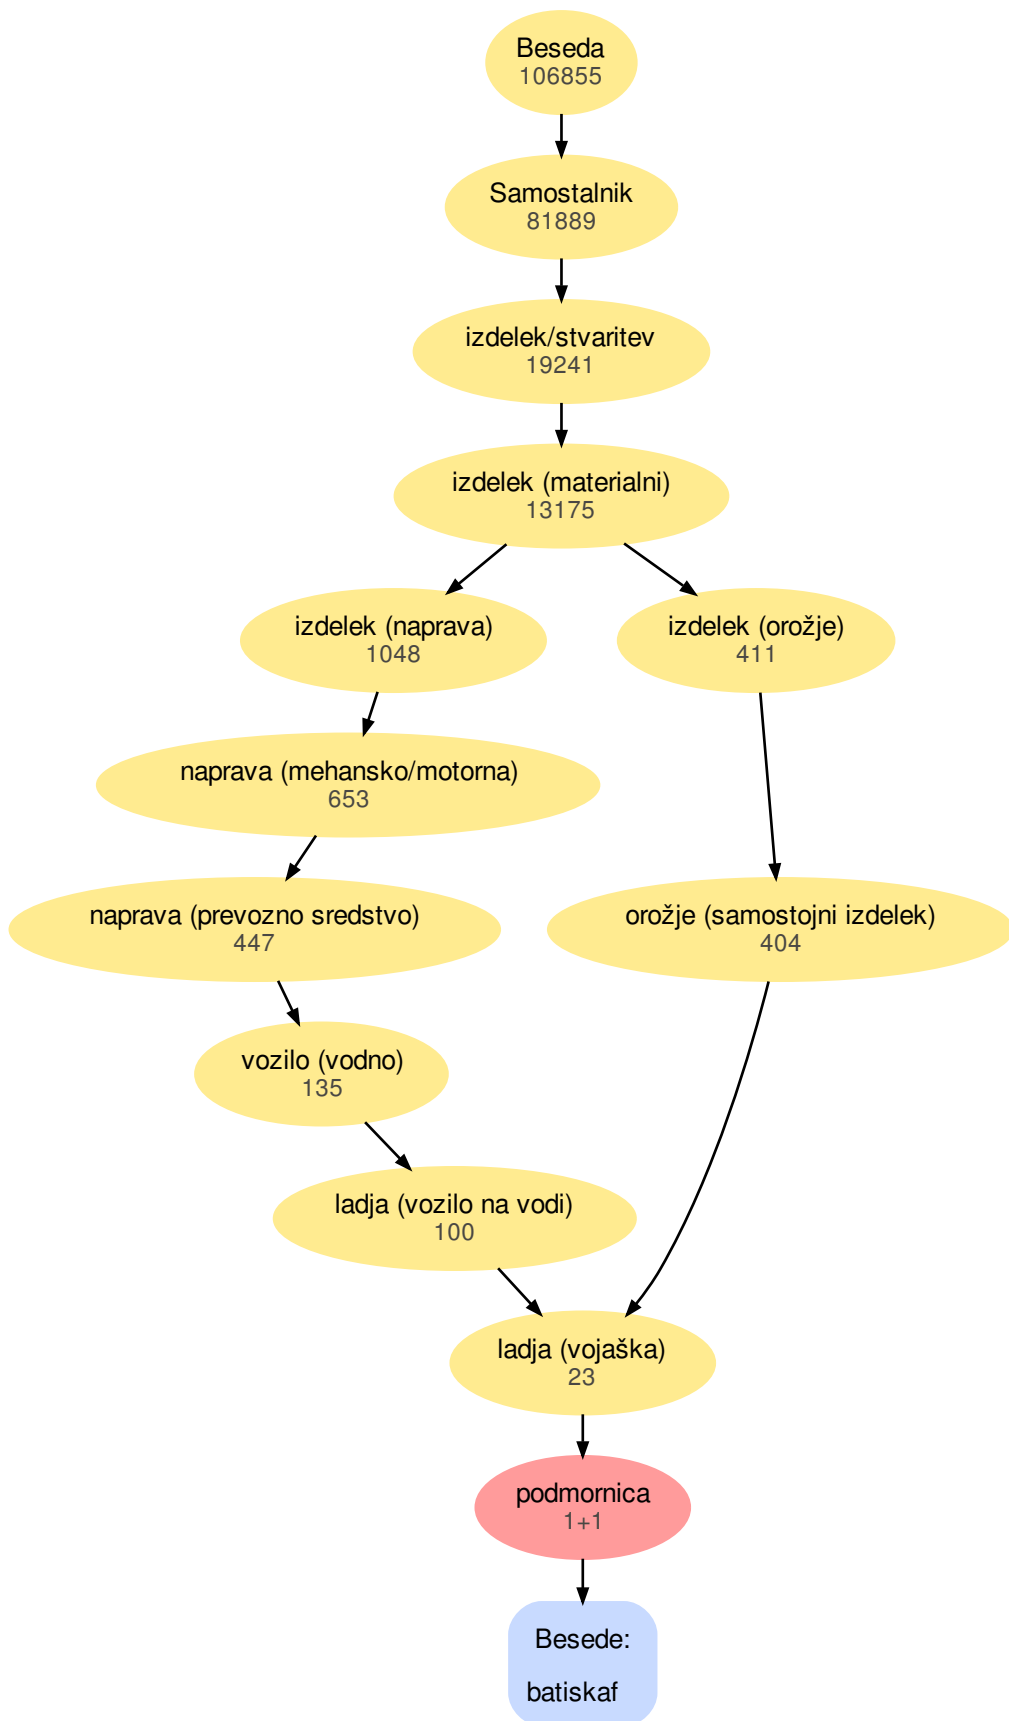 Beseda
106855
Samostalnik
81889
izdelek/stvaritev
19241
izdelek (materialni)
13175
izdelek (naprava)
1048
izdelek (orožje)
411
naprava (mehansko/motorna)
653
naprava (prevozno sredstvo)
447
orožje (samostojni izdelek)
404
vozilo (vodno)
135
ladja (vozilo na vodi)
100
ladja (vojaška)
23
podmornica
1+1
Besede:
batiskaf